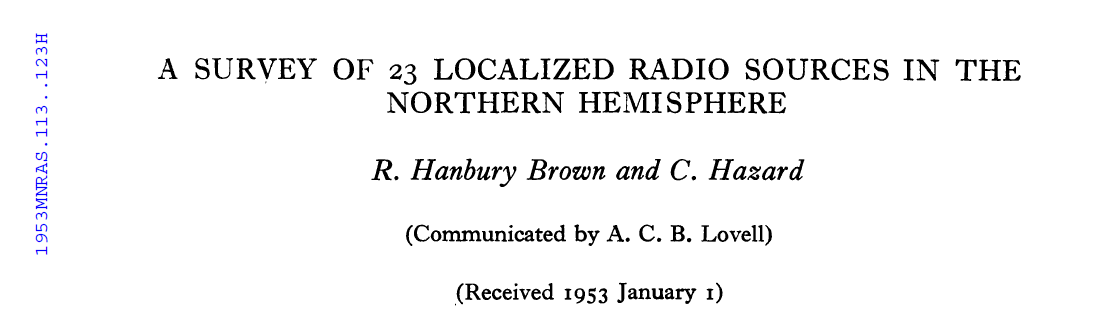 1953MNRAS.113..123H
A SURVEY OF 23 LOCALIZED RADIO SOURCES IN THE
NORTHERN HEMISPHERE
R. Hanbury Brown and C. Hazard
(Communicated by A. C. B. Lovell)
(Received 1953 January 1)